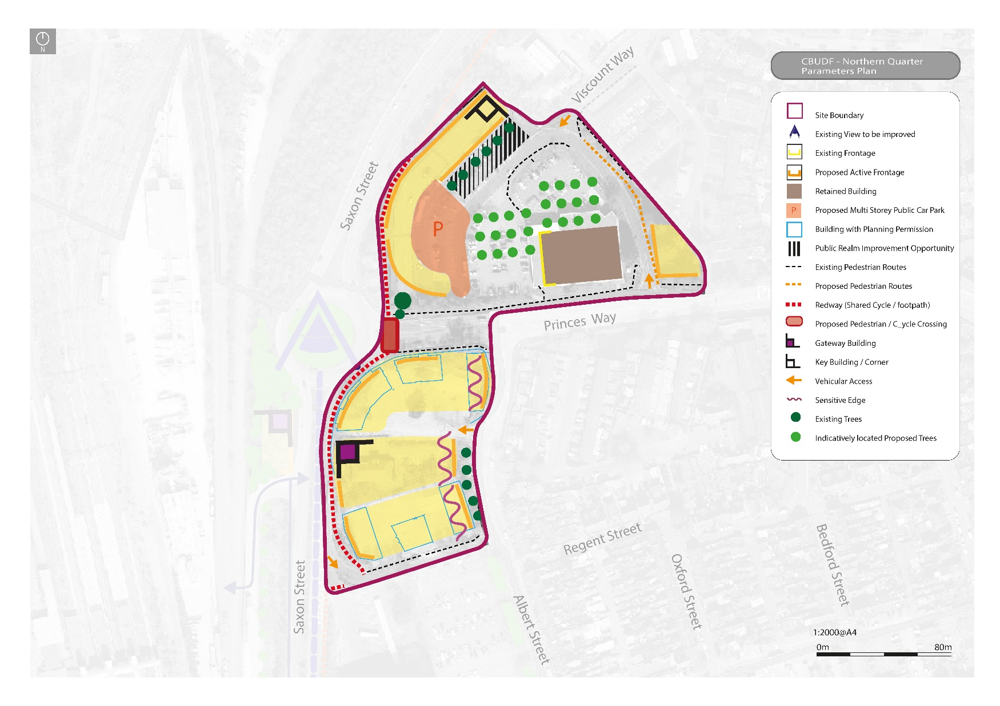 N
CBUDF - Northern Quarter
Parameters Plan
Site Boundary
Existing View to be improved
Existing Frontage
Proposed Active Frontage
Retained Building
P
Proposed Multi Storey Public Car Park
Building with Planning Permission
Public Realm Improvement Opportunity
Existing Pedestrian Routes
Proposed Pedestrian Routes
Redway (Shared Cycle / footpath)
Proposed Pedestrian / C_ycle Crossing
Gateway Building
Key Building / Corner
Vehicular Access
Sensitive Edge
Existing Trees
Indicatively located Proposed Trees
Viscount Way
Saxon Street
P
Princes Way
Regent Street
Saxon Street
Albert Street
Oxford Street
Bedford Street
1:2000@A4
0m 80m